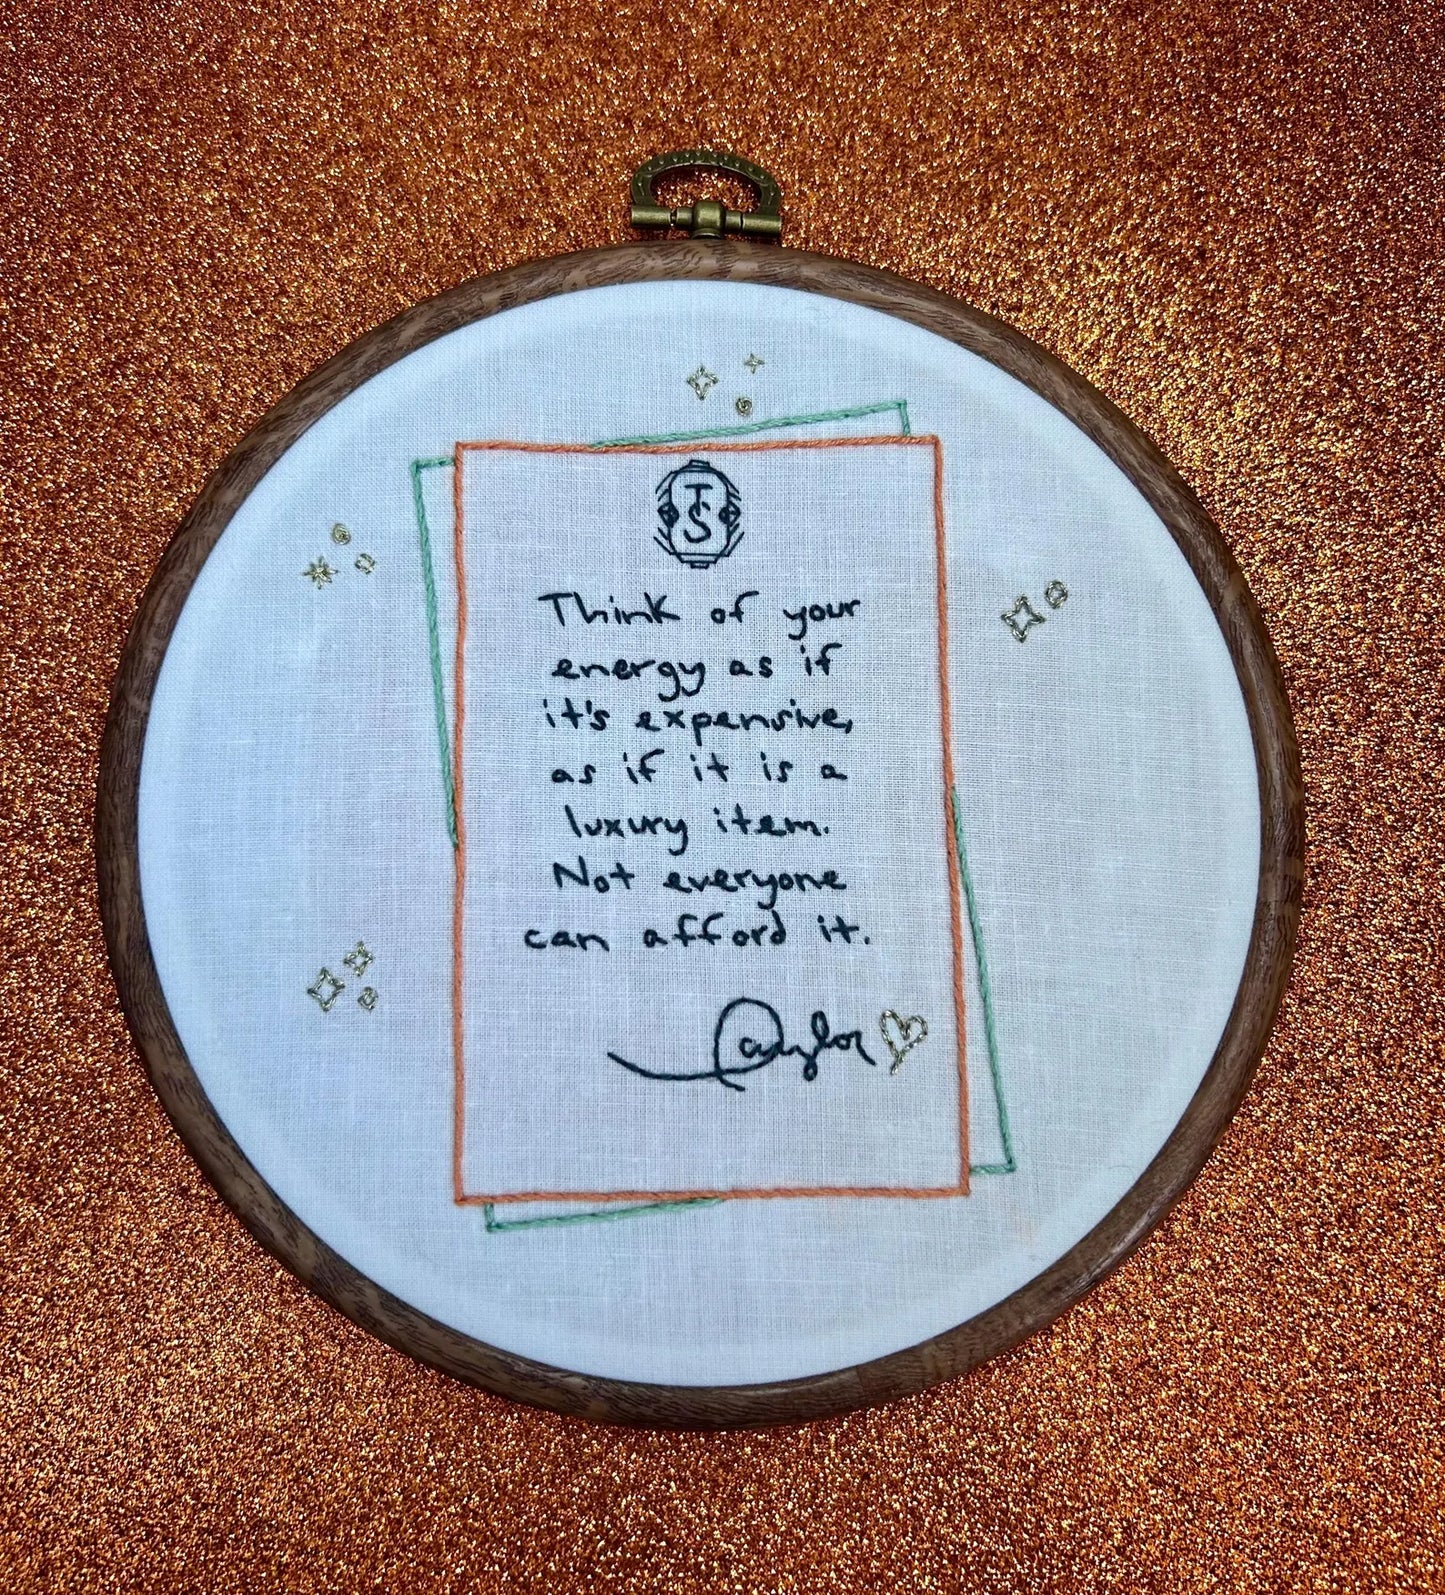 TS
Think of your
energy as if
it's expensive,
as if it is a
luxury item.
Not everyone
can afford it.
Taylor